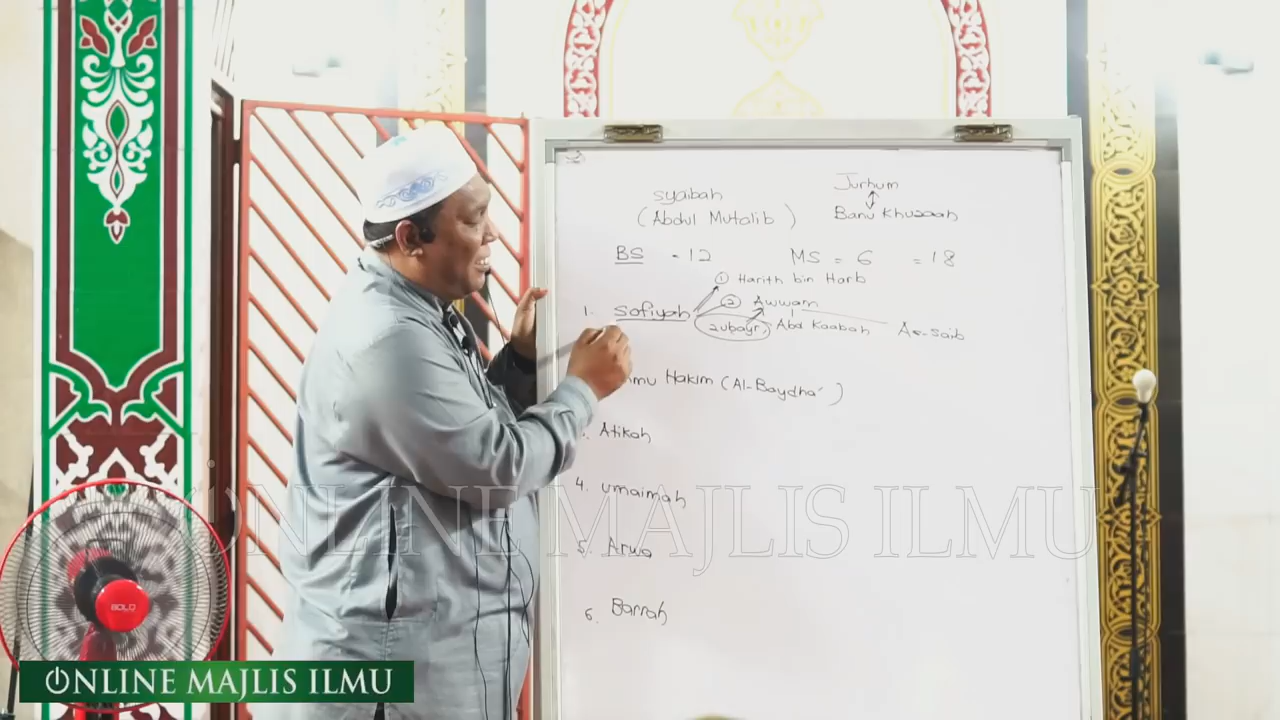 Jurhum
syaibah
(Abdul Mutalib)
Banu Khuzaah
BS = 12 MS = 6 = 18
① Harith bin Harb
② Awwam
1. Sofiyah
zubayr, Abd Kaabah As-saib
mmu Hakim (Al-Baydha')
Atikah
4. umaimah
5. Arwa
6. Barrah
ONLINE MAJLIS ILMU
BOLD
ONLINE MAJLIS ILMU